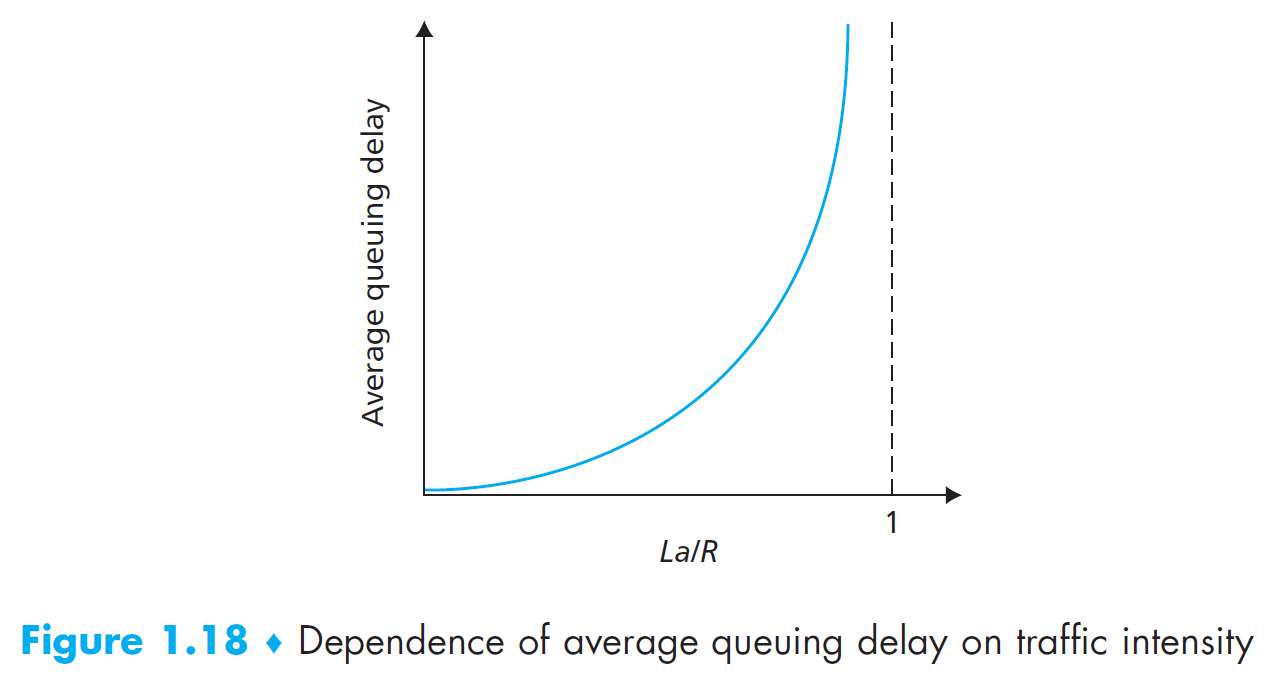 Average queuing delay
1
La/R
Figure 1.18 ♦ Dependence of average queuing delay on traffic intensity